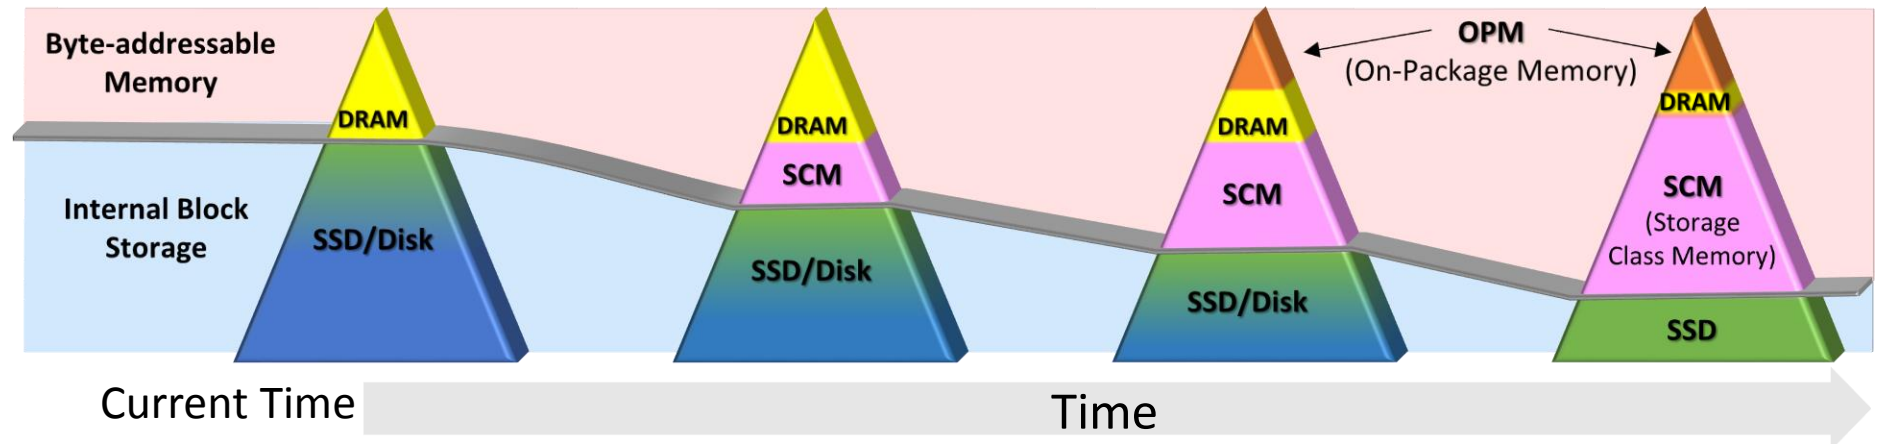 Byte-addressable
Memory
Internal Block
Storage
DRAM
SSD/Disk
DRAM
SCM
SSD/Disk
OPM
(On-Package Memory)
DRAM
SCM
SSD/Disk
DRAM
SCM
(Storage
Class Memory)
SSD
Current Time
Time